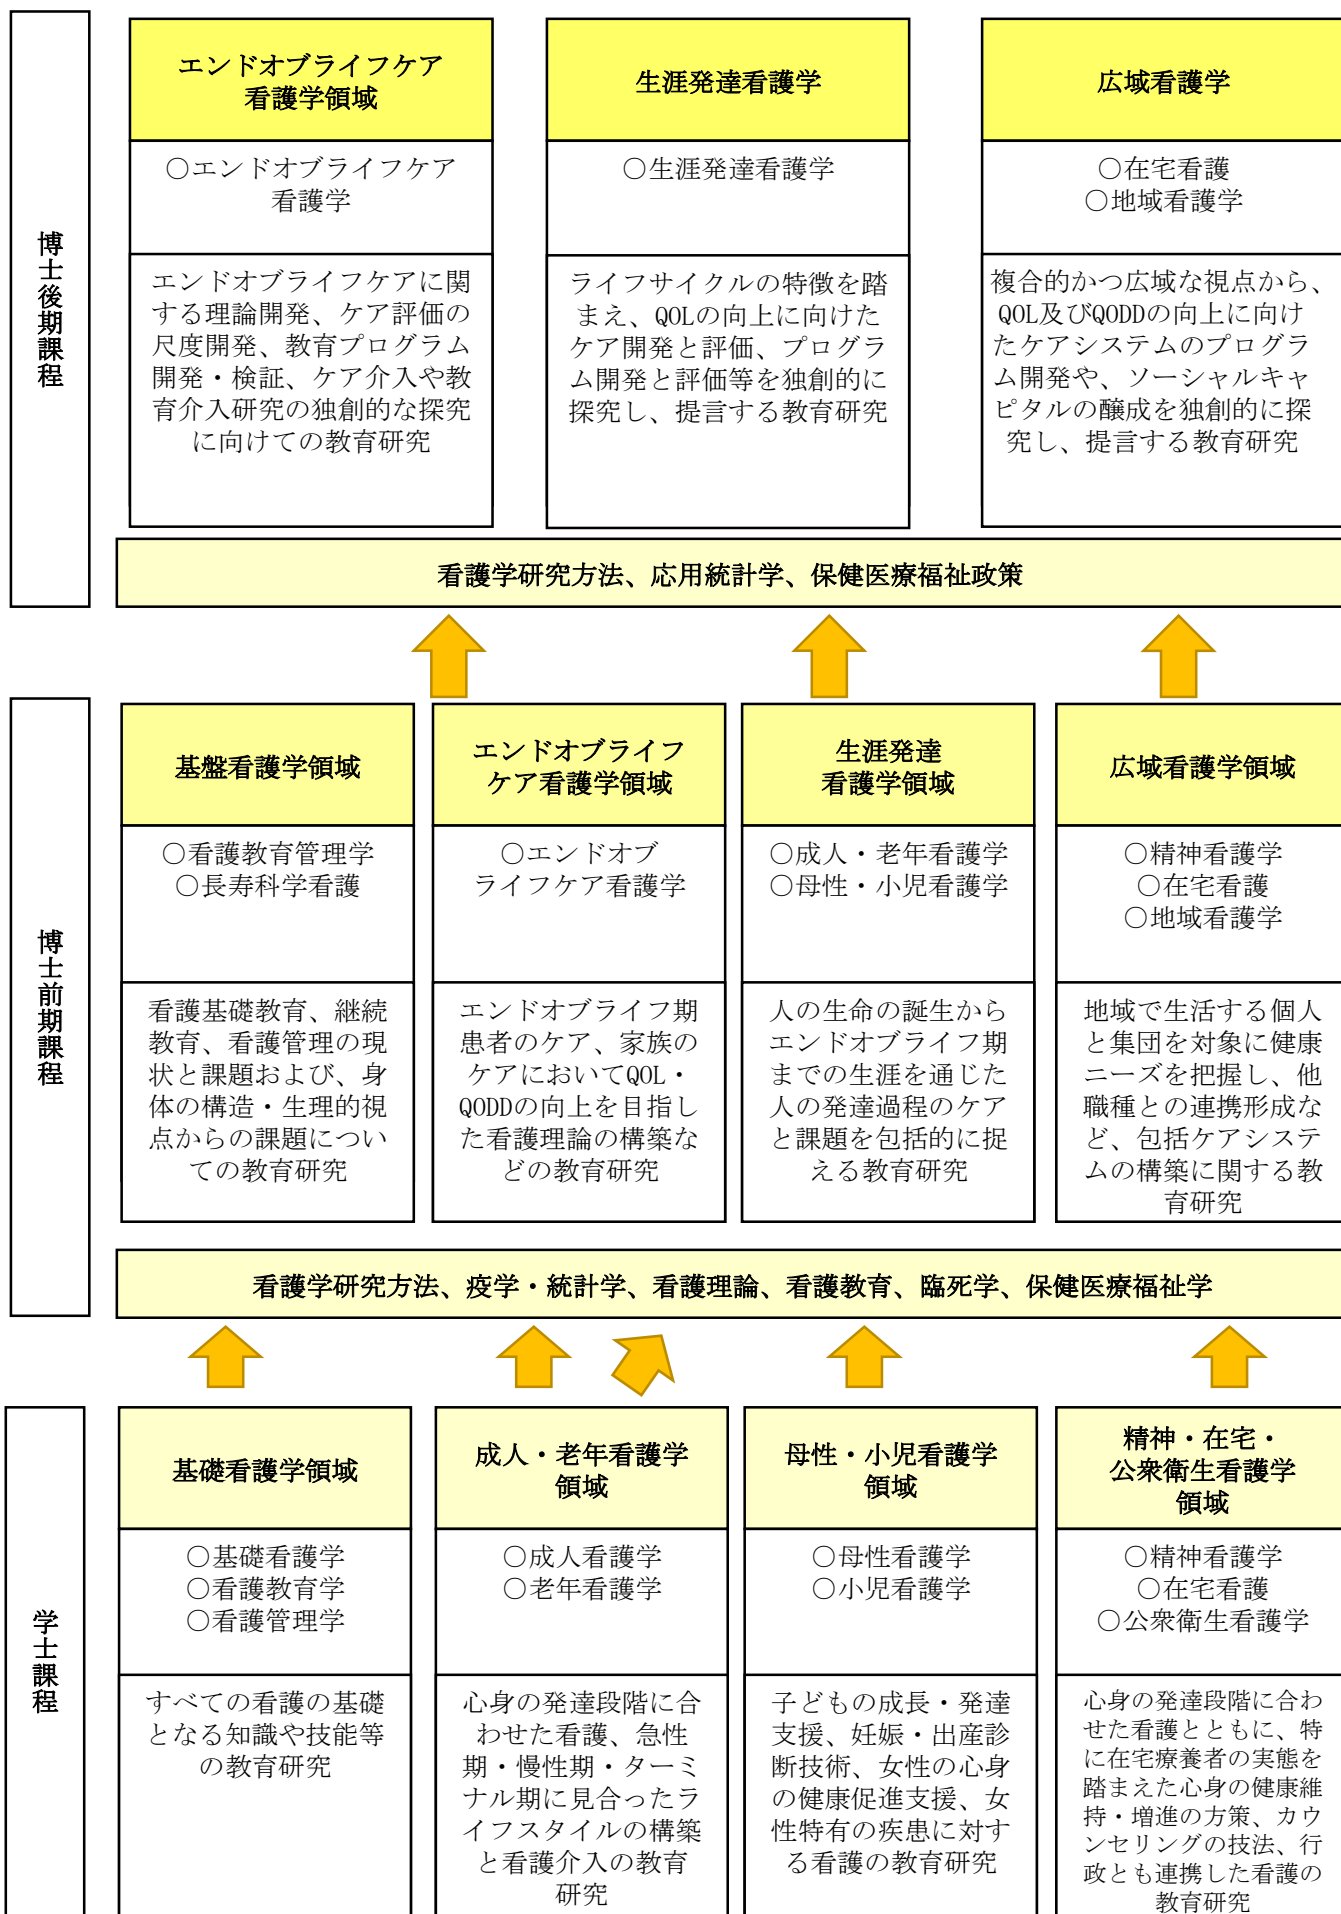 博士後期課程
エンドオブライフケア
看護学領域
○エンドオブライフケア
看護学
エンドオブライフケアに関
する理論開発、ケア評価の
尺度開発、教育プログラム
開発・検証、ケア介入や教
育介入研究の独創的な探究
に向けての教育研究
生涯発達看護学
○生涯発達看護学
ライフサイクルの特徴を踏
まえ、QOLの向上に向けた
ケア開発と評価、プログラ
ム開発と評価等を独創的に
探究し、提言する教育研究
広域看護学
○在宅看護
○地域看護学
複合的かつ広域な視点から、
QOL及びQODDの向上に向け
たケアシステムのプログラ
ム開発や、ソーシャルキャ
ピタルの醸成を独創的に探
究し、提言する教育研究
看護学研究方法、応用統計学、保健医療福祉政策
博士前期課程
基盤看護学領域
○看護教育管理学
○長寿科学看護
看護基礎教育、継続
教育、看護管理の現
状と課題および、身
体の構造・生理的視
点からの課題につい
ての教育研究
エンドオブライフ
ケア看護学領域
○エンドオブ
ライフケア看護学
エンドオブライフ期
患者のケア、家族の
ケアにおいてQOL・
QODDの向上を目指し
た看護理論の構築な
どの教育研究
生涯発達
看護学領域
○成人・老年看護学
○母性・小児看護学
人の生命の誕生から
エンドオブライフ期
までの生涯を通じた
人の発達過程のケア
と課題を包括的に捉
える教育研究
広域看護学領域
○精神看護学
○在宅看護
○地域看護学
地域で生活する個人
と集団を対象に健康
ニーズを把握し、他
職種との連携形成な
ど、包括ケアシステ
ムの構築に関する教
育研究
看護学研究方法、疫学・統計学、看護理論、看護教育、臨死学、保健医療福祉学
学士課程
基礎看護学領域
○基礎看護学
○看護教育学
○看護管理学
すべての看護の基礎
となる知識や技能等
の教育研究
成人・老年看護学
領域
○成人看護学
○老年看護学
心身の発達段階に合
わせた看護、急性
期・慢性期・ターミ
ナル期に見合ったラ
イフスタイルの構築
と看護介入の教育
研究
母性・小児看護学
領域
○母性看護学
○小児看護学
子どもの成長・発達
支援、妊娠・出産診
断技術、女性の心身
の健康促進支援、女
性特有の疾患に対す
る看護の教育研究
精神・在宅・
公衆衛生看護学
領域
○精神看護学
○在宅看護
○公衆衛生看護学
心身の発達段階に合わ
せた看護とともに、特
に在宅療養者の実態を
踏まえた心身の健康維
持・増進の方策、カウ
ンセリングの技法、行
政とも連携した看護の
教育研究